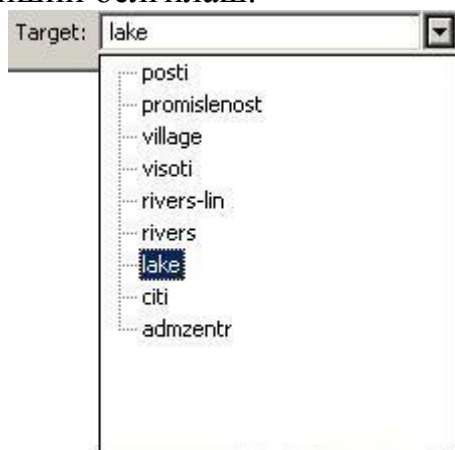 Target: lake
posti
promislenost
village
visoti
rivers-lin
rivers
lake
citi
admzentr